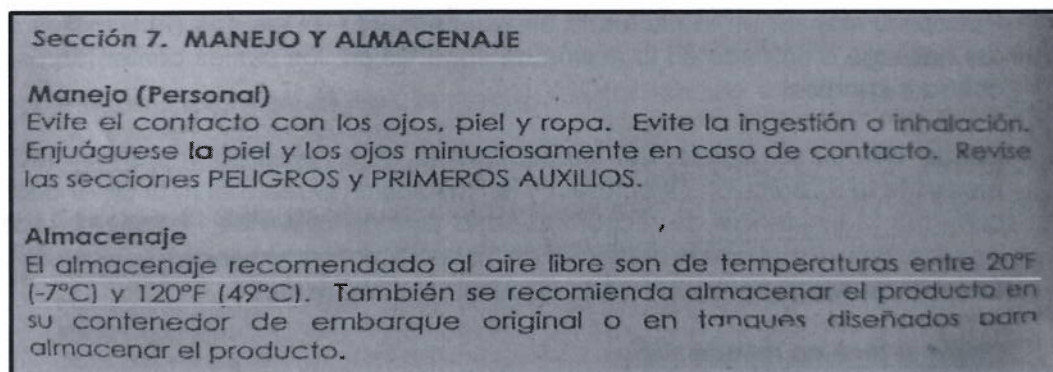 Sección 7. MANEJO Y ALMACENAJE
Manejo (Personal)
Evite el contacto con los ojos, piel y ropa. Evite la ingestión o inhalación.
Enjuáguese la piel y los ojos minuciosamente en caso de contacto. Revise
las secciones PELIGROS y PRIMEROS AUXILIOS.
Almacenaje
El almacenaje recomendado al aire libre son de temperaturas entre 20°F
(-7°C) y 120°F (49°C). También se recomienda almacenar el producto en
su contenedor de embarque original o en tanques diseñados para
almacenar el producto.